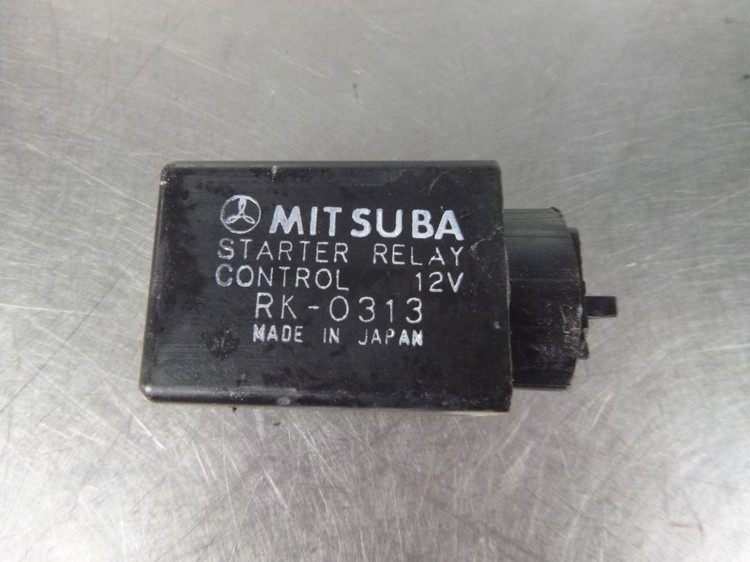 MITSUBA
STARTER RELAY
CONTROL 12V
RK-0313
MADE IN JAPAN